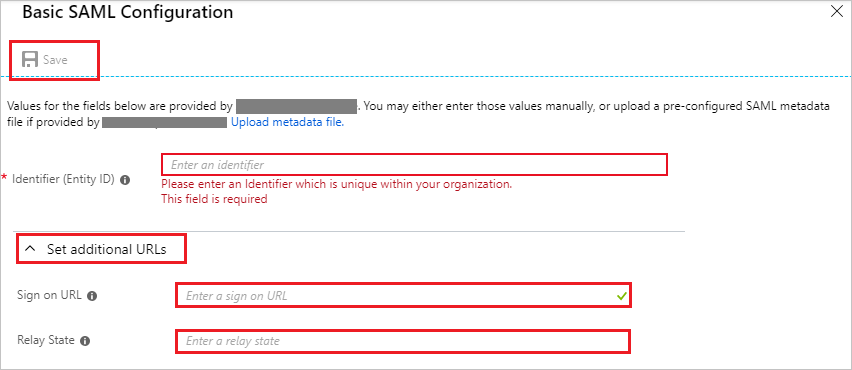 Basic SAML Configuration
Save
Values for the fields below are provided by . You may either enter those values manually, or upload a pre-configured SAML metadata
file if provided by Upload metadata file.
* Identifier (Entity ID)
Enter an identifier
Please enter an Identifier which is unique within your organization.
This field is required
Set additional URLs
Sign on URL
Enter a sign on URL
Relay State
Enter a relay state